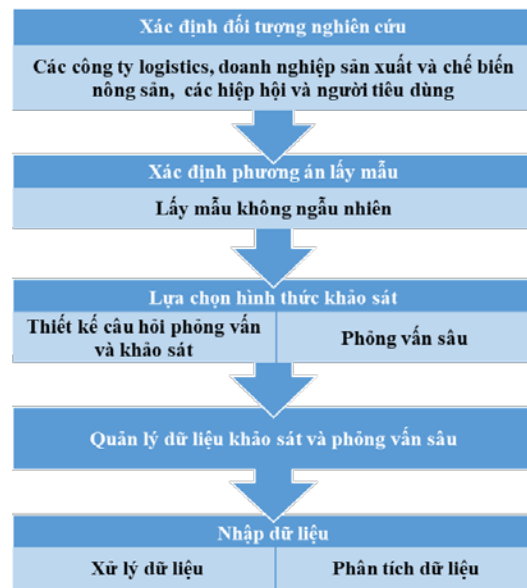 Xác định đối tượng nghiên cứu
Các công ty logistics, doanh nghiệp sản xuất và chế biến
nông sản, các hiệp hội và người tiêu dùng
Xác định phương án lấy mẫu
Lấy mẫu không ngẫu nhiên
Lựa chọn hình thức khảo sát
Thiết kế câu hỏi phỏng vấn
và khảo sát
Phỏng vấn sâu
Quản lý dữ liệu khảo sát và phỏng vấn sâu
Nhập dữ liệu
Xử lý dữ liệu
Phân tích dữ liệu